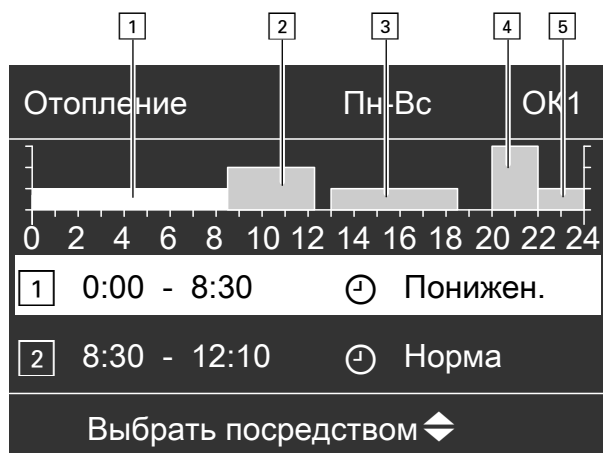 1 2 3 4 5
Отопление Пн-Вс ОК1
0 2 4 6 8 10 12 14 16 18 20 22 24
1 0:00 - 8:30 Понижен.
2 8:30 - 12:10 Норма
Выбрать посредством